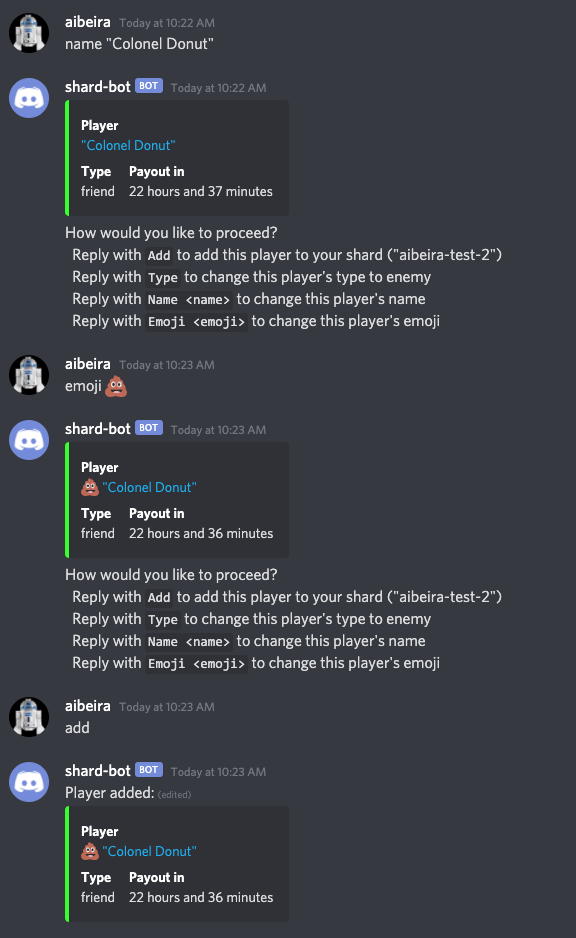 aibeira Today at 10:22 AM
name "Colonel Donut"
shard-bot BOT Today at 10:22 AM
Player
"Colonel Donut"
Type Payout in
friend 22 hours and 37 minutes
How would you like to proceed?
Reply with Add to add this player to your shard ("aibeira-test-2")
Reply with Type to change this player's type to enemy
Reply with Name <name> to change this player's name
Reply with Emoji <emoji> to change this player's emoji
aibeira Today at 10:23 AM
emoji 💩
shard-bot BOT Today at 10:23 AM
Player
💩 "Colonel Donut"
Type Payout in
friend 22 hours and 36 minutes
How would you like to proceed?
Reply with Add to add this player to your shard ("aibeira-test-2")
Reply with Type to change this player's type to enemy
Reply with Name <name> to change this player's name
Reply with Emoji <emoji> to change this player's emoji
aibeira Today at 10:23 AM
add
shard-bot BOT Today at 10:23 AM
Player added: (edited)
Player
💩 "Colonel Donut"
Type Payout in
friend 22 hours and 36 minutes